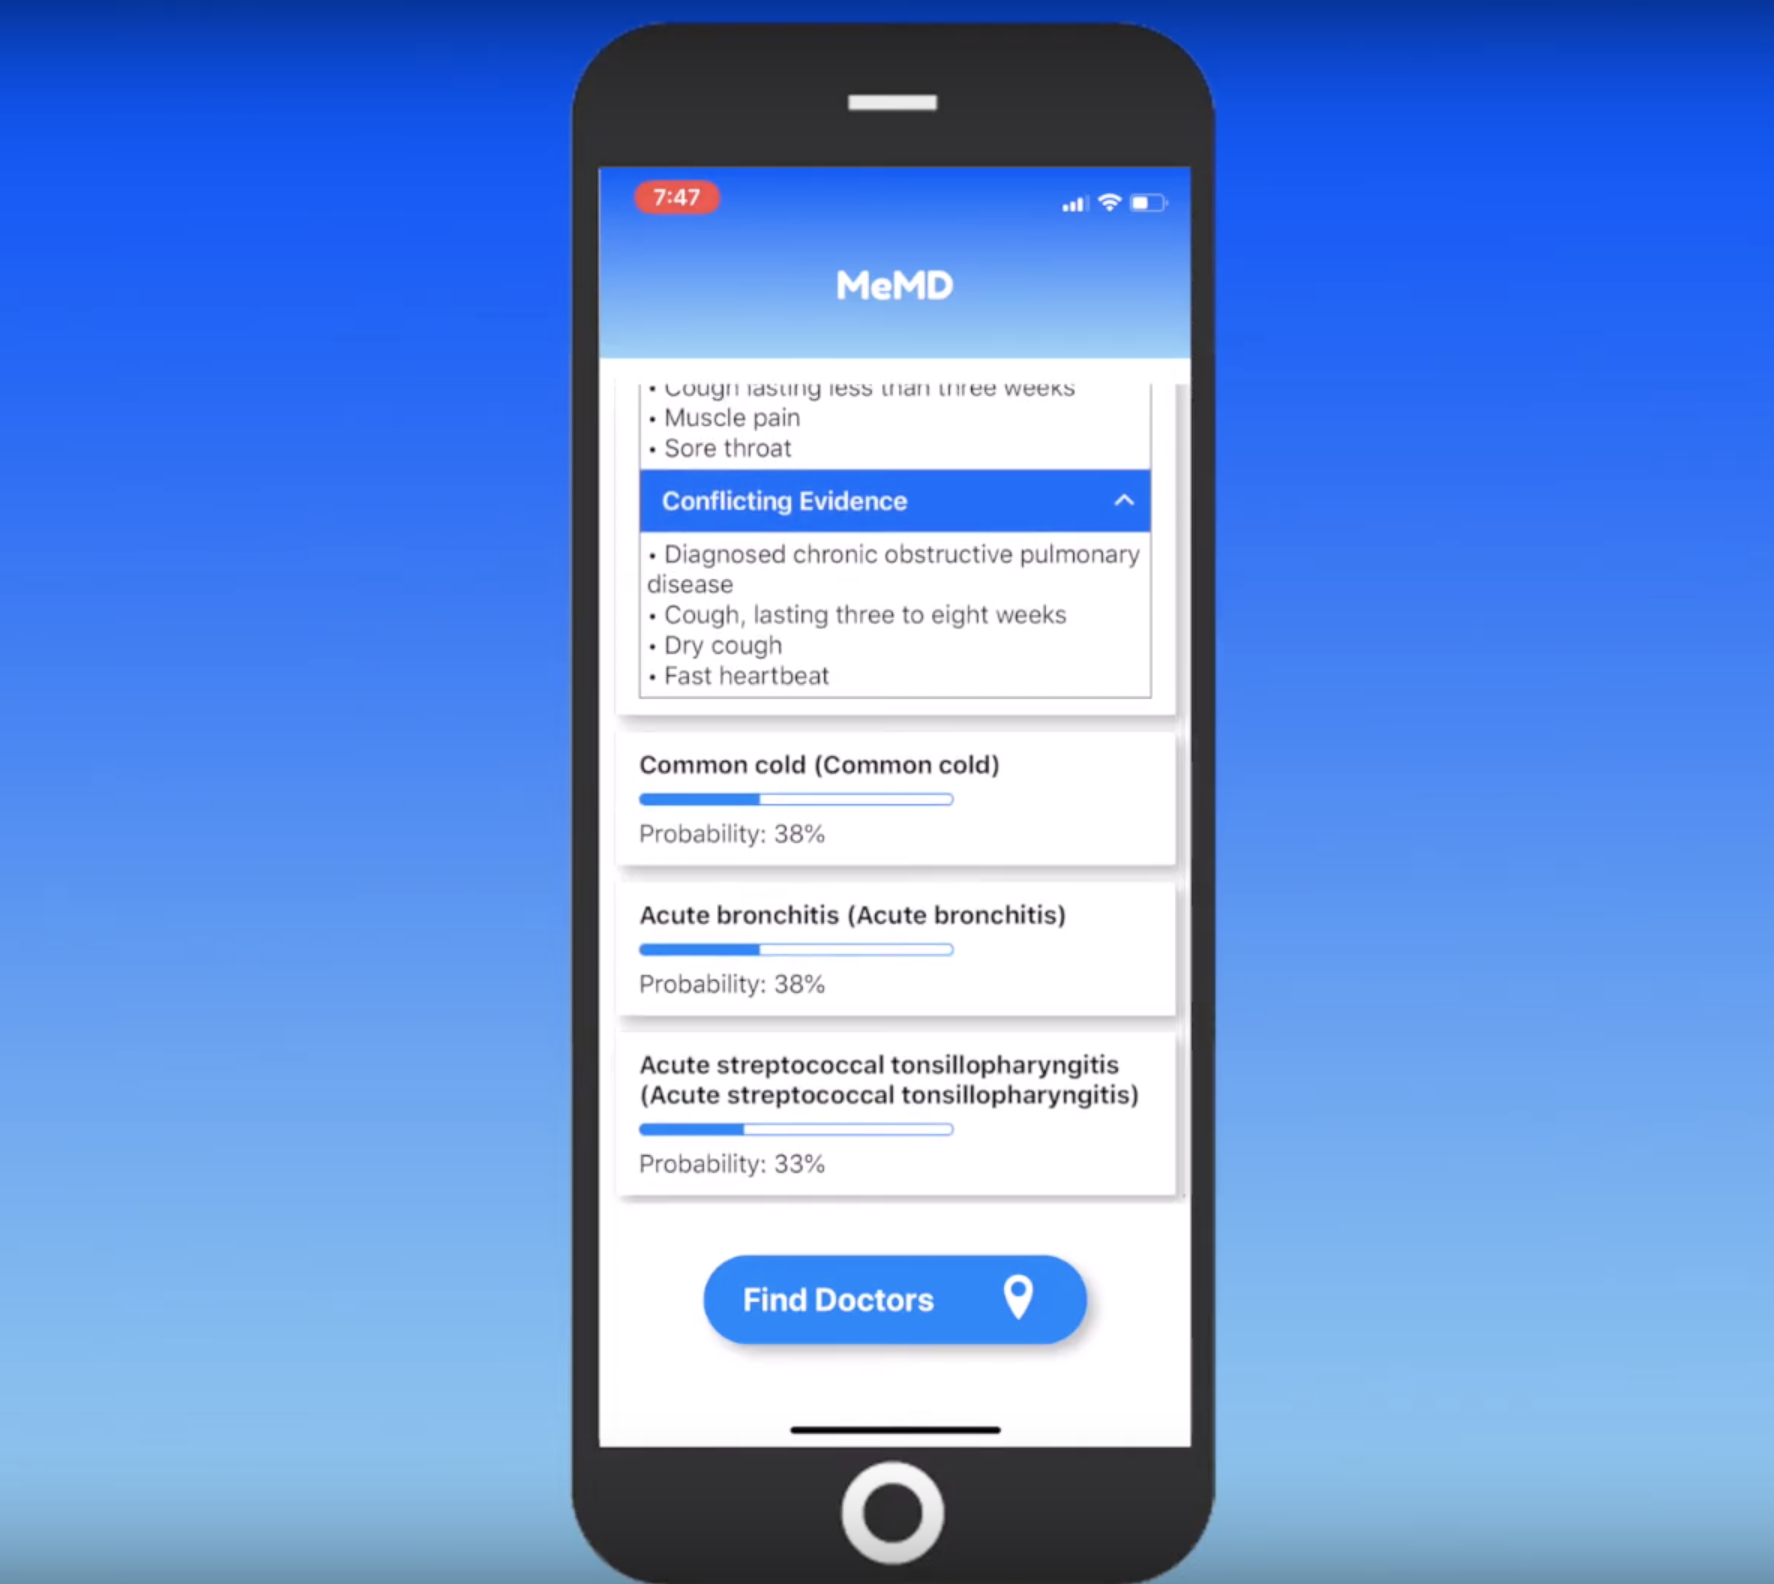 7:47
MeMD
• Cough lasting less than three weeks
• Muscle pain
• Sore throat
Conflicting Evidence
• Diagnosed chronic obstructive pulmonary
disease
• Cough, lasting three to eight weeks
• Dry cough
• Fast heartbeat
Common cold (Common cold)
Probability: 38%
Acute bronchitis (Acute bronchitis)
Probability: 38%
Acute streptococcal tonsillopharyngitis
(Acute streptococcal tonsillopharyngitis)
Probability: 33%
Find Doctors